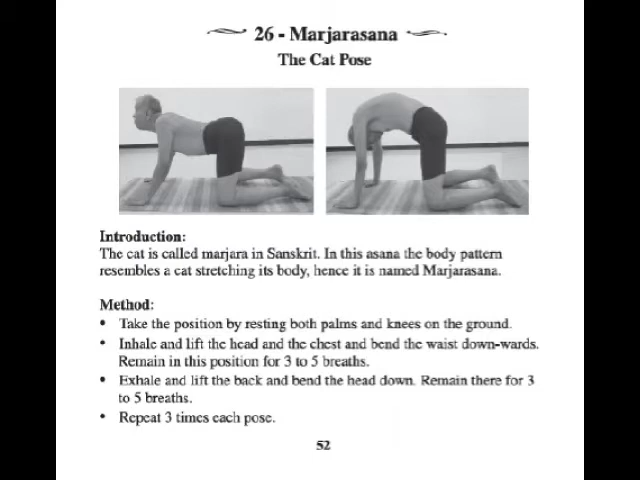 26 - Marjarasana
The Cat Pose
Introduction:
The cat is called marjara in Sanskrit. In this asana the body pattern
resembles a cat stretching its body, hence it is named Marjarasana.
Method:
• Take the position by resting both palms and knees on the ground.
• Inhale and lift the head and the chest and bend the waist down-wards.
Remain in this position for 3 to 5 breaths.
• Exhale and lift the back and bend the head down. Remain there for 3
to 5 breaths.
• Repeat 3 times each pose.
52